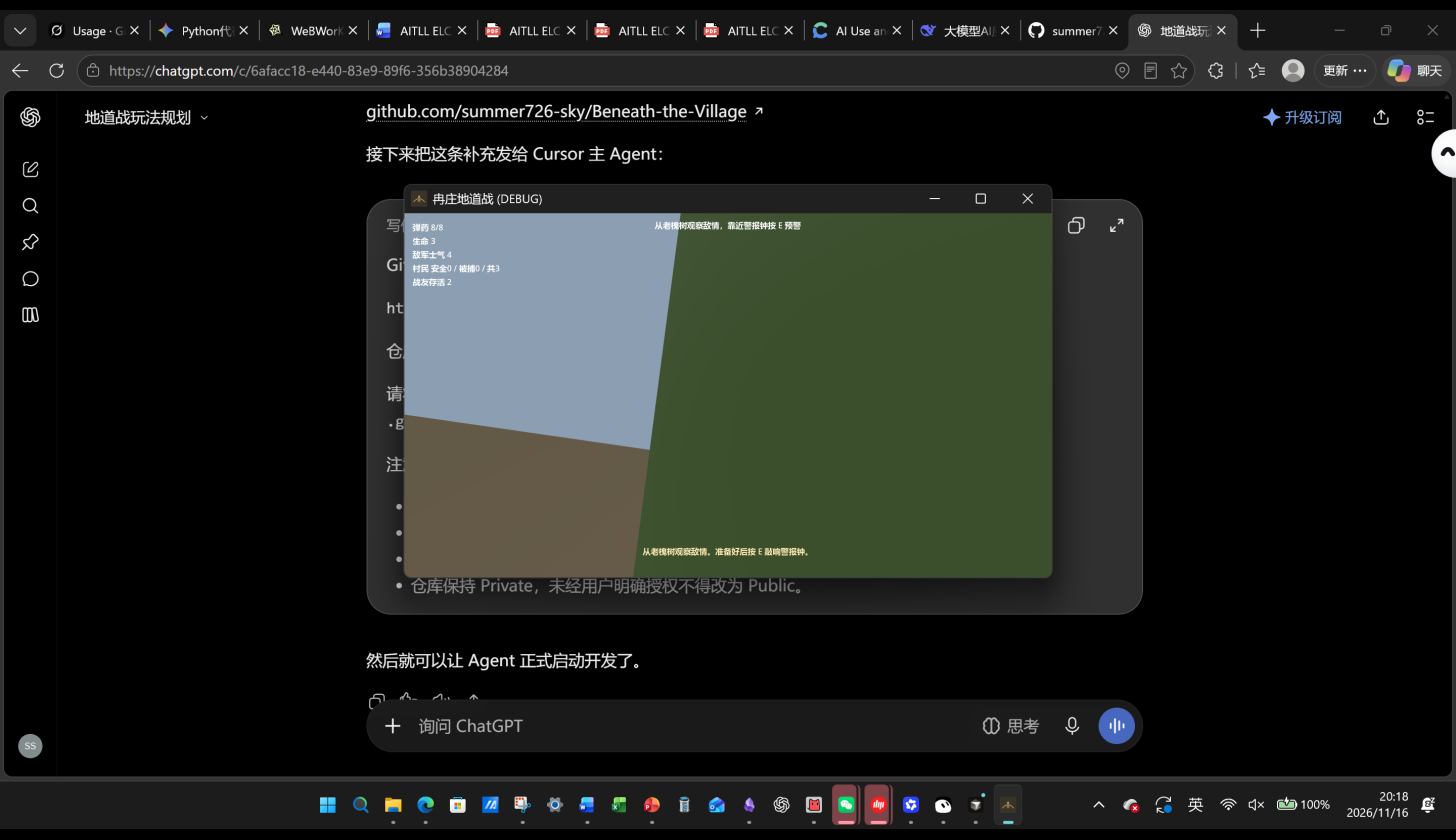 Usage · G
Python代
WeBWorK
AITLL ELC
AITLL ELC
AITLL ELC
AITLL ELC
AI Use an
大模型AI
summer7
地道战玩
https://chatgpt.com/c/6afacc18-e440-83e9-89f6-356b38904284
更新
聊天
地道战玩法规划
升级订阅
github.com/summer726-sky/Beneath-the-Village ↗
接下来把这条补充发给 Cursor 主 Agent：
冉庄地道战 (DEBUG)
弹药 8/8
生命 3
敌军士气 4
村民 安全0 / 被捕0 / 共3
战友存活 2
从老槐树观察敌情，靠近警报钟按 E 预警
从老槐树观察敌情。准备好后按 E 敲响警报钟。
写
Gi
ht
仓
请
.g
注
• 仓库保持 Private，未经用户明确授权不得改为 Public。
然后就可以让 Agent 正式启动开发了。
询问 ChatGPT
思考
SS
英
100%
20:18
2026/11/16